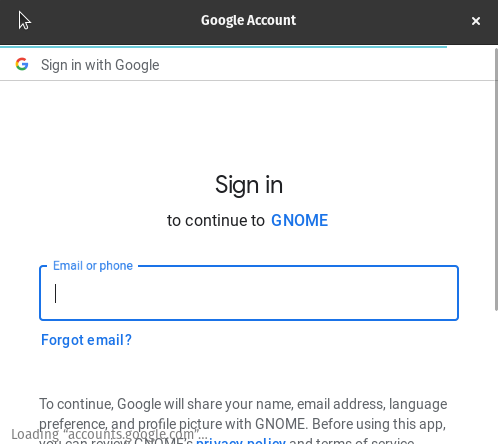 Google Account
Sign in with Google
Sign in
to continue to GNOME
Email or phone
Forgot email?
To continue, Google will share your name, email address, language
preference, and profile picture with GNOME. Before using this app,
Loading "accounts.google.com"...
you can review GNOME's privacy policy and terms of service